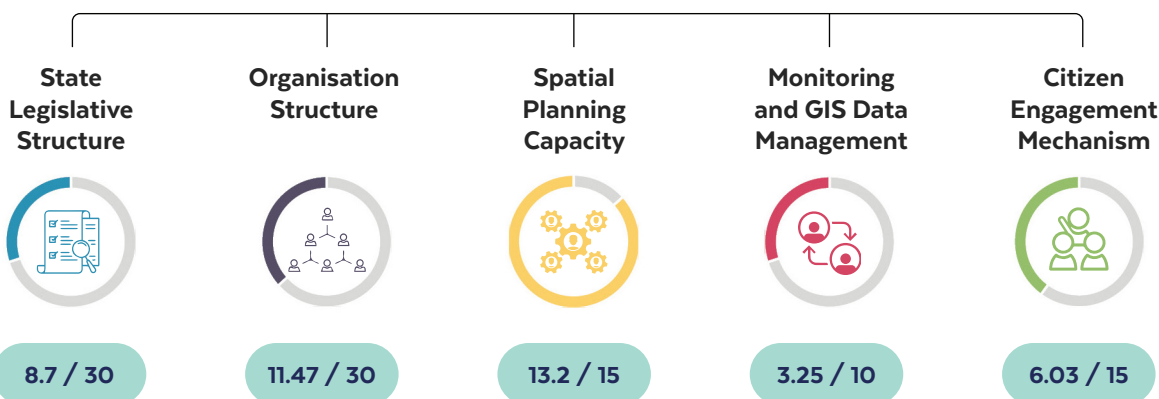 State
Legislative
Structure
Organisation
Structure
Spatial
Planning
Capacity
Monitoring
and GIS Data
Management
Citizen
Engagement
Mechanism
8.7 / 30
11.47 / 30
13.2 / 15
3.25 / 10
6.03 / 15